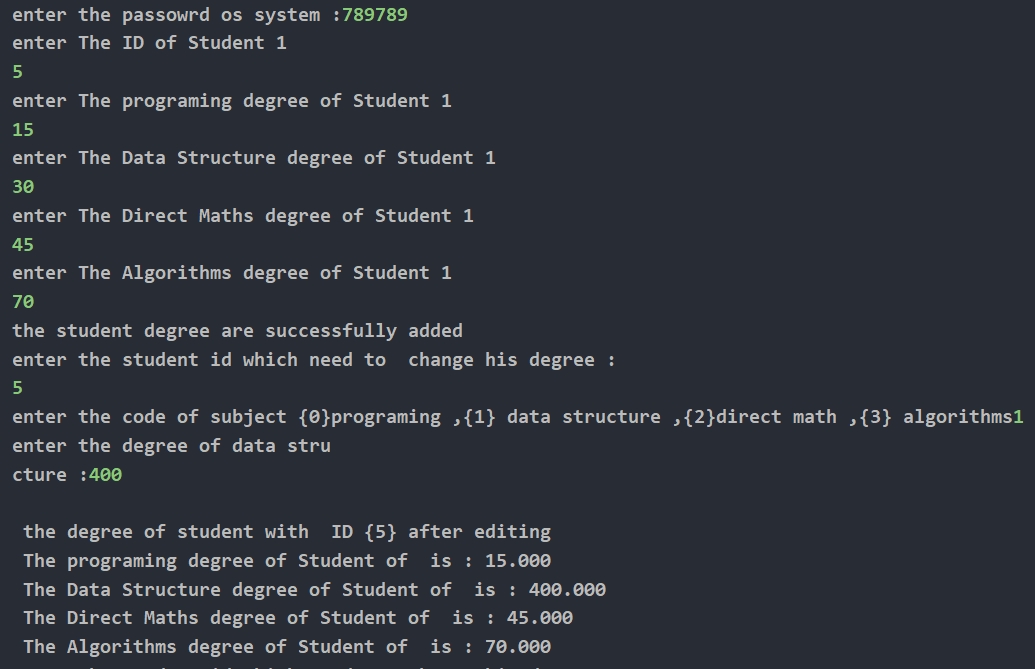 enter the passowrd os system :789789
enter The ID of Student 1
5
enter The programing degree of Student 1
15
enter The Data Structure degree of Student 1
30
enter The Direct Maths degree of Student 1
45
enter The Algorithms degree of Student 1
70
the student degree are successfully added
enter the student id which need to  change his degree :
5
enter the code of subject {0}programing ,{1} data structure ,{2}direct math ,{3} algorithms1
enter the degree of data stru
cture :400
the degree of student with  ID {5} after editing
The programing degree of Student of  is : 15.000
The Data Structure degree of Student of  is : 400.000
The Direct Maths degree of Student of  is : 45.000
The Algorithms degree of Student of  is : 70.000